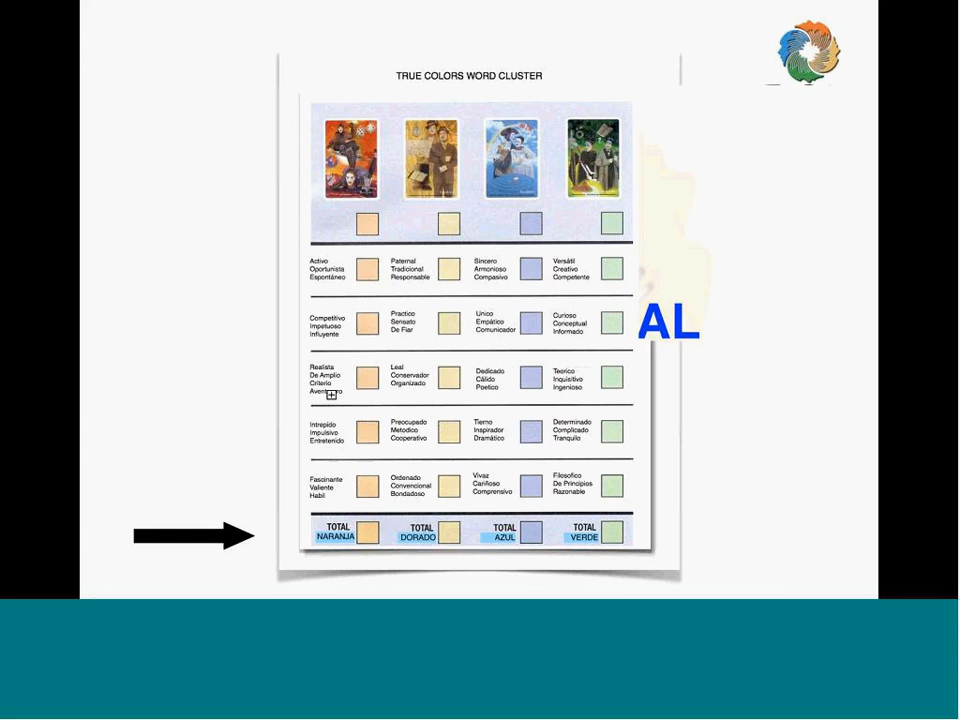 TRUE COLORS WORD CLUSTER
Activo
Oportunista
Espontáneo
Paternal
Tradicional
Responsable
Sincero
Armonioso
Compasivo
Versátil
Creativo
Competente
Competitivo
Impetuoso
Influyente
Practico
Sensato
De Fiar
Unico
Empático
Comunicador
Curioso
Conceptual
Informado
AL
Realista
De Amplio
Criterio
Leal
Conservador
Organizado
Dedicado
Cálido
Poetico
Teorico
Inquisitivo
Ingenioso
Intrepido
Impulsivo
Entretenido
Preocupado
Metodico
Cooperativo
Tierno
Inspirador
Dramático
Determinado
Complicado
Tranquilo
Fascinante
Valiente
Habil
Ordenado
Convencional
Bondadoso
Vivaz
Cariñoso
Comprensivo
Filosofico
De Principios
Razonable
TOTAL
NARANJA
TOTAL
DORADO
TOTAL
AZUL
TOTAL
VERDE